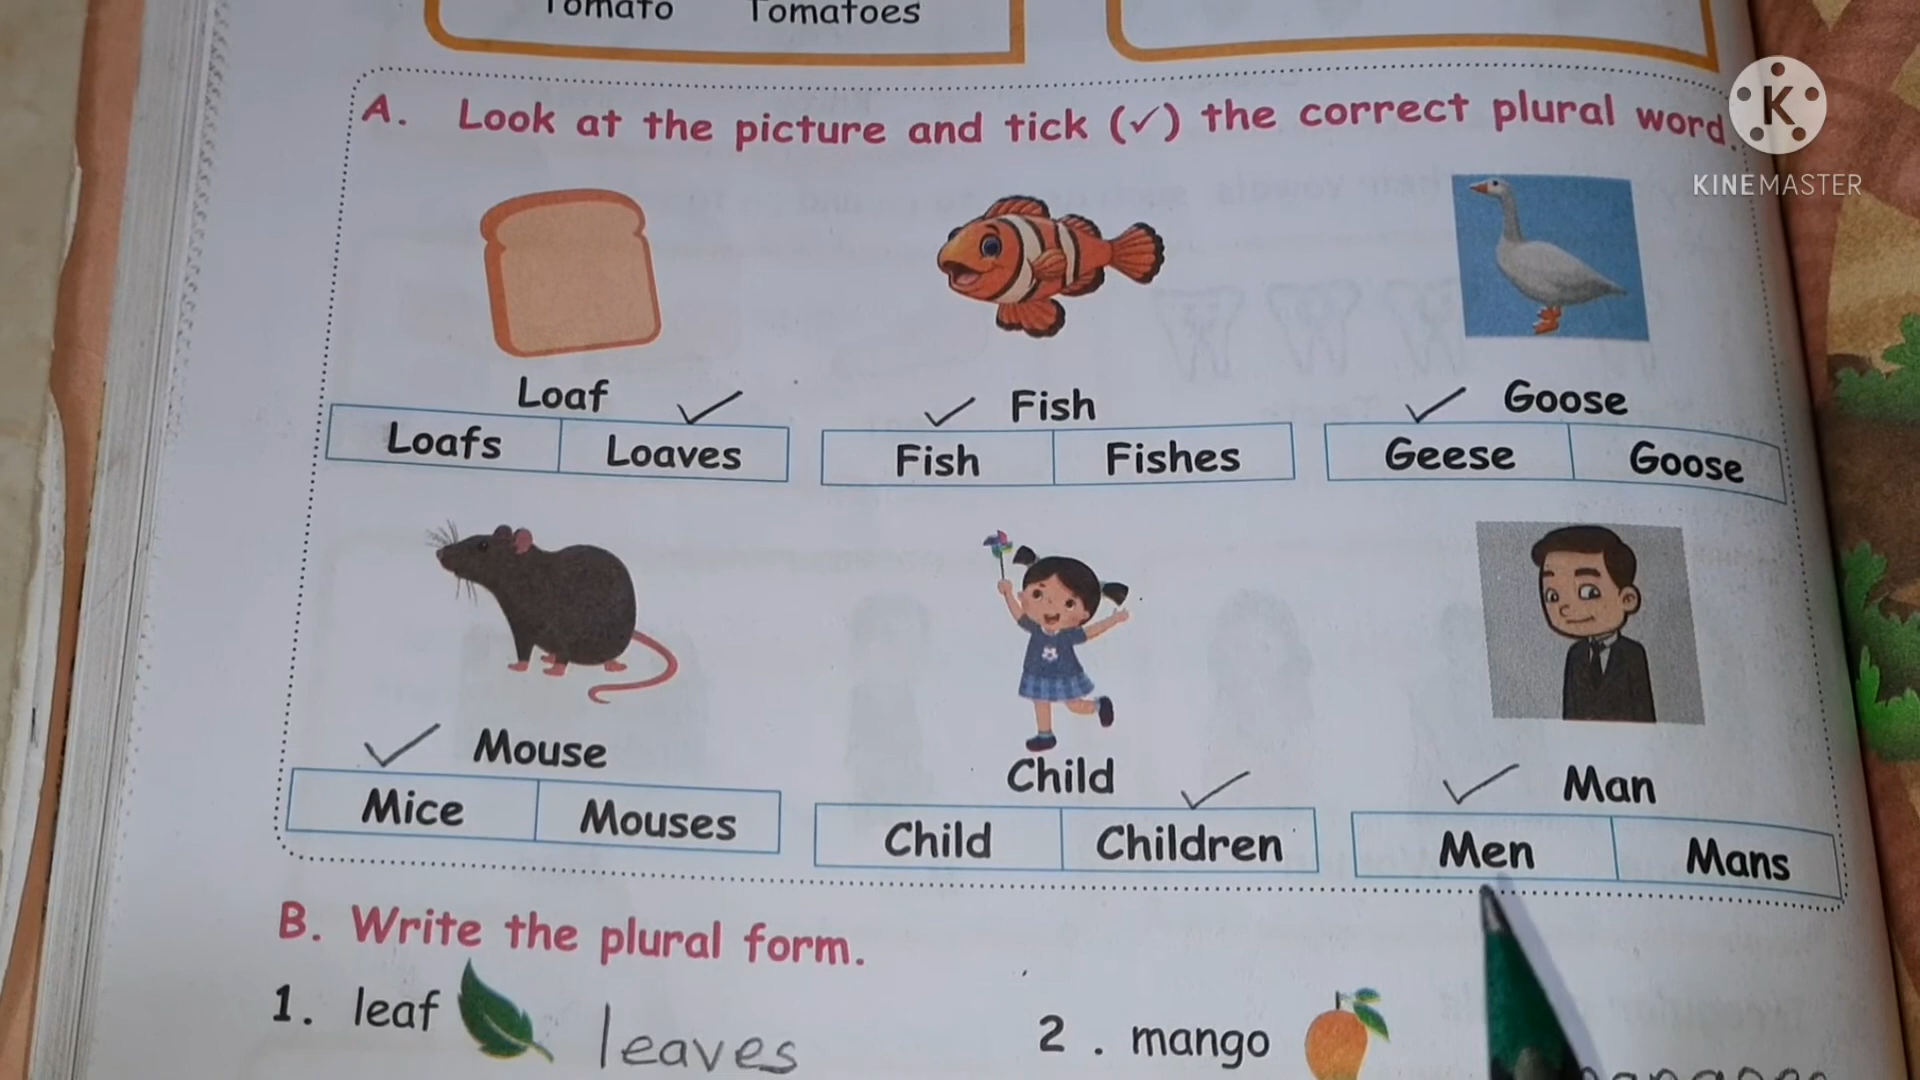 Tomato Tomatoes
A. Look at the picture and tick (✓) the correct plural word.
K
KINEMASTER
Loaf Fish Goose
Loafs Loaves Fish Fishes Geese Goose
Mouse Child Man
Mice Mouses Child Children Men Mans
B. Write the plural form.
1. leaf leaves 2 . mango